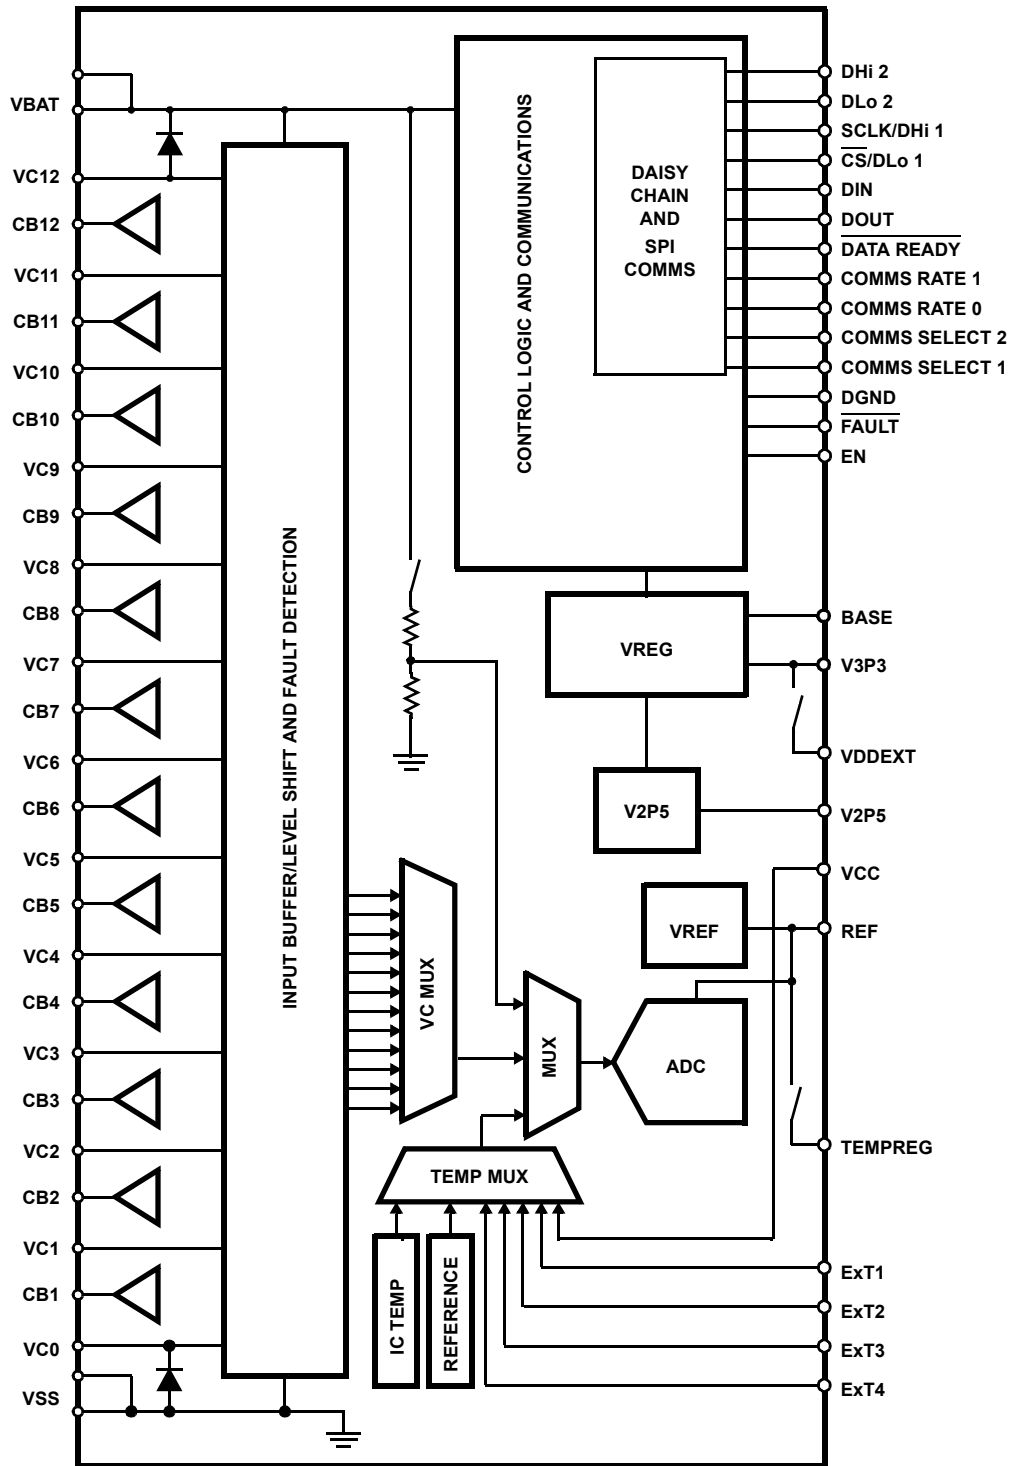 VBAT
VC12
CB12
VC11
CB11
VC10
CB10
VC9
CB9
VC8
CB8
VC7
CB7
VC6
CB6
VC5
CB5
VC4
CB4
VC3
CB3
VC2
CB2
VC1
CB1
VC0
VSS
INPUT BUFFER/LEVEL SHIFT AND FAULT DETECTION
CONTROL LOGIC AND COMMUNICATIONS
DAISY
CHAIN
AND
SPI
COMMS
VREG
V2P5
VREF
VC MUX
MUX
ADC
TEMP MUX
IC TEMP
REFERENCE
DHi 2
DLo 2
SCLK/DHi 1
CS/DLo 1
DIN
DOUT
DATA READY
COMMS RATE 1
COMMS RATE 0
COMMS SELECT 2
COMMS SELECT 1
DGND
FAULT
EN
BASE
V3P3
VDDEXT
V2P5
VCC
REF
TEMPREG
ExT1
ExT2
ExT3
ExT4